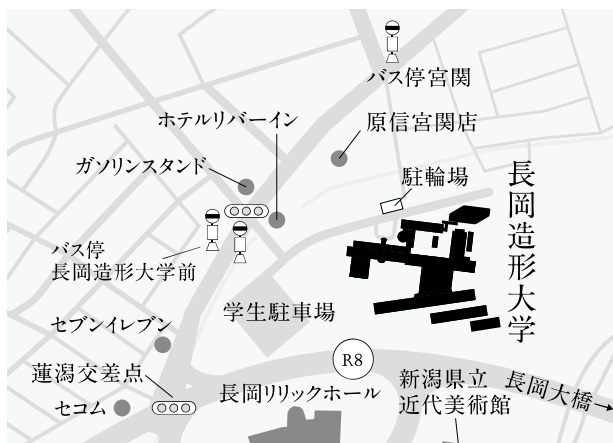 バス停宮関
ホテルリバーイン
原信宮関店
ガソリンスタンド
駐輪場
長岡造形大学
バス停
長岡造形大学前
学生駐車場
セブンイレブン
R8
蓮潟交差点
長岡リリックホール
新潟県立
近代美術館
長岡大橋→
セコム